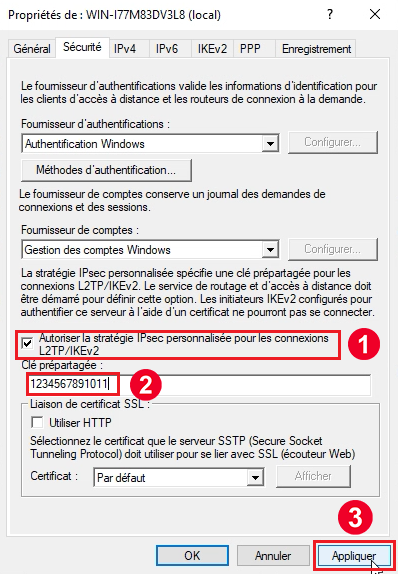 Propriétés de : WIN-I77M83DV3L8 (local)
? ×
Général Sécurité IPv4 IPv6 IKEv2 PPP Enregistrement
Le fournisseur d'authentifications valide les informations d'identification pour
les clients d'accès à distance et les routeurs de connexion à la demande.
Fournisseur d'authentifications :
Authentification Windows
Configurer...
Méthodes d'authentification...
Le fournisseur de comptes conserve un journal des demandes de
connexions et des sessions.
Fournisseur de comptes :
Gestion des comptes Windows
Configurer...
La stratégie IPsec personnalisée spécifie une clé prépartagée pour les
connexions L2TP/IKEv2. Le service de routage et d'accès à distance doit
être démarré pour définir cette option. Les initiateurs IKEv2 configurés pour
authentifier ce serveur à l'aide d'un certificat ne pourront pas se connecter.
Autoriser la stratégie IPsec personnalisée pour les connexions
L2TP/IKEv2
1
Clé prépartagée :
1234567891011
2
Liaison de certificat SSL :
Utiliser HTTP
Sélectionnez le certificat que le serveur SSTP (Secure Socket
Tunneling Protocol) doit utiliser pour se lier avec SSL (écouteur Web)
Certificat :
Par défaut
Afficher
3
OK Annuler Appliquer